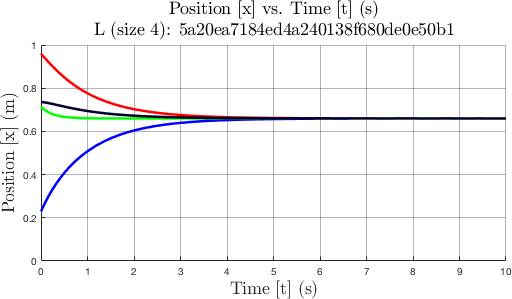 Position [x] vs. Time [t] (s)
L (size 4): 5a20ea7184ed4a240138f680de0e50b1
Position [x] (m)
1
0.8
0.6
0.4
0.2
0
0 1 2 3 4 5 6 7 8 9 10
Time [t] (s)